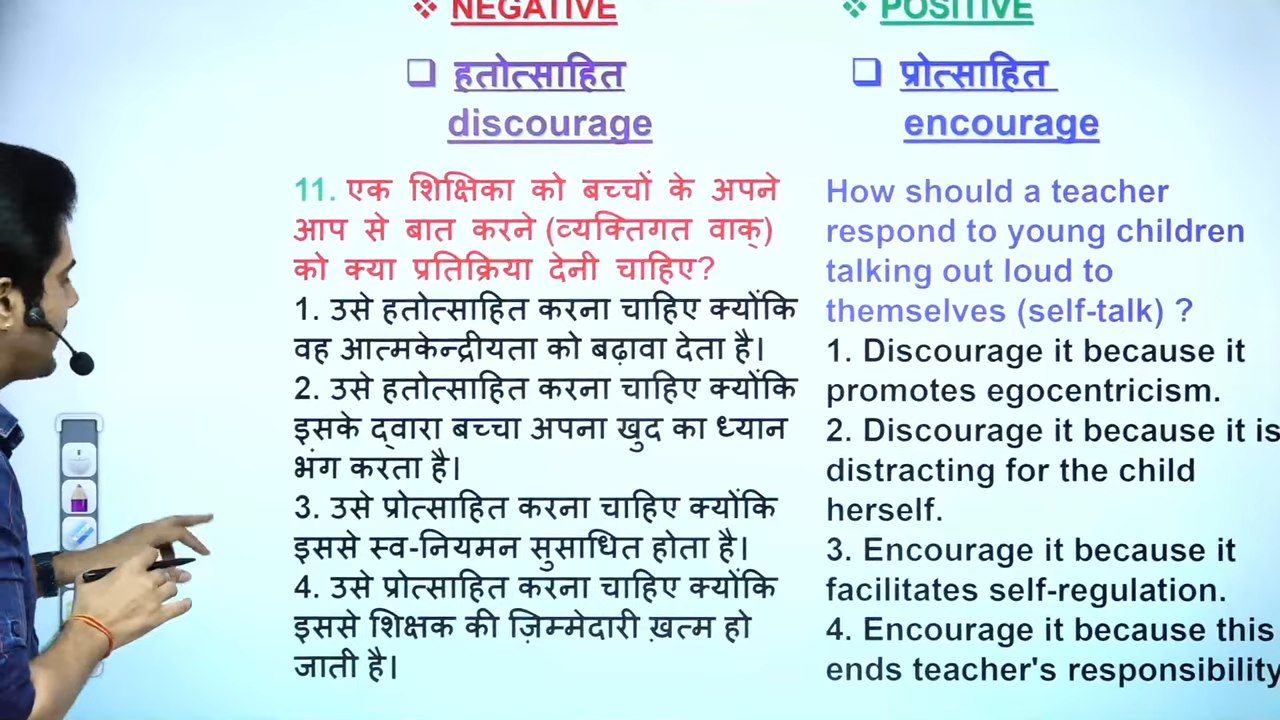 ❖ NEGATIVE
❑ हतोत्साहित
discourage
11. एक शिक्षिका को बच्चों के अपने
आप से बात करने (व्यक्तिगत वाक्)
को क्या प्रतिक्रिया देनी चाहिए?
1. उसे हतोत्साहित करना चाहिए क्योंकि
वह आत्मकेन्द्रीयता को बढ़ावा देता है।
2. उसे हतोत्साहित करना चाहिए क्योंकि
इसके द्वारा बच्चा अपना खुद का ध्यान
भंग करता है।
3. उसे प्रोत्साहित करना चाहिए क्योंकि
इससे स्व-नियमन सुसाधित होता है।
4. उसे प्रोत्साहित करना चाहिए क्योंकि
इससे शिक्षक की ज़िम्मेदारी ख़त्म हो
जाती है।
❖ POSITIVE
❑ प्रोत्साहित
encourage
How should a teacher
respond to young children
talking out loud to
themselves (self-talk) ?
1. Discourage it because it
promotes egocentricism.
2. Discourage it because it is
distracting for the child
herself.
3. Encourage it because it
facilitates self-regulation.
4. Encourage it because this
ends teacher's responsibility